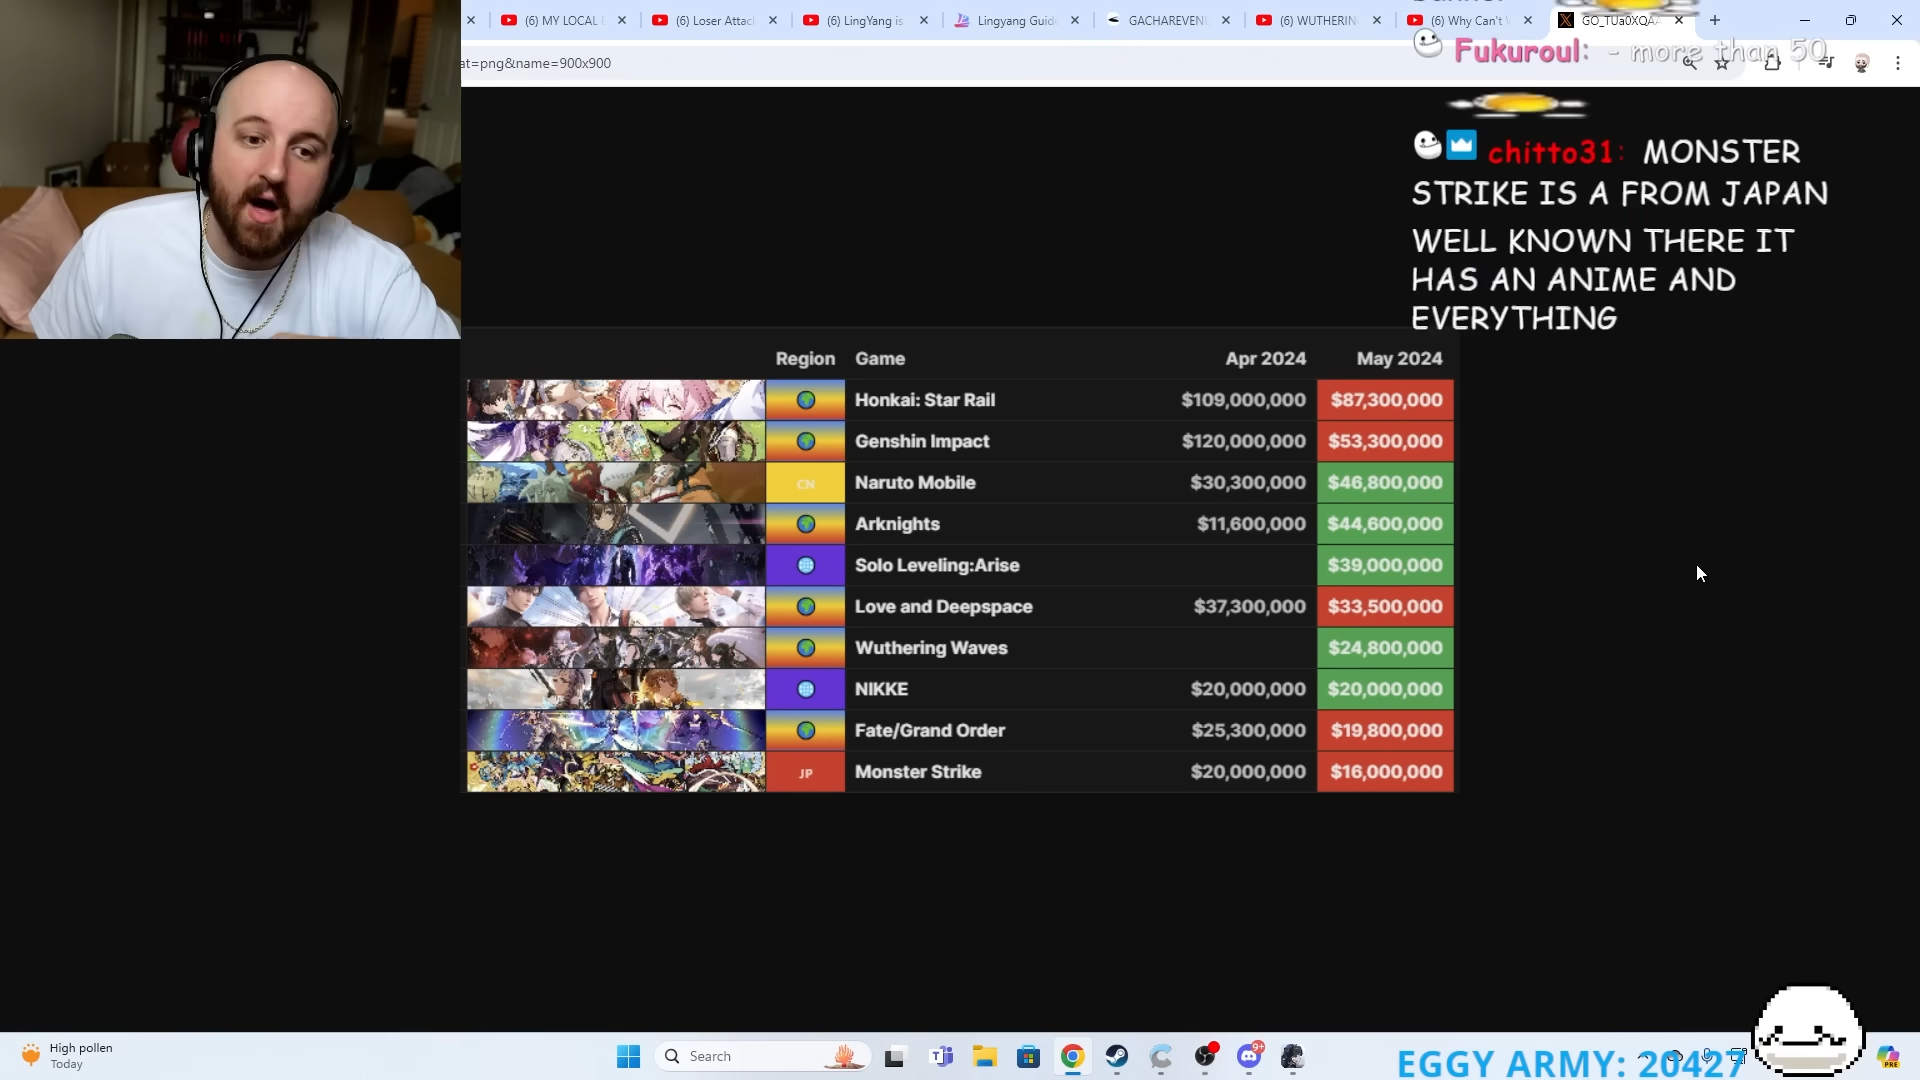 (6) MY LOCAL
(6) Loser Attac
(6) LingYang is
Lingyang Guid
GACHAREVEN
(6) WUTHERIN
(6) Why Can't
GO_TUa0XQA
at=png&name=900x900
Fukuroul: - more than 50
chitto31: MONSTER
STRIKE IS A FROM JAPAN
WELL KNOWN THERE IT
HAS AN ANIME AND
EVERYTHING
Region Game Apr 2024 May 2024
Honkai: Star Rail $109,000,000 $87,300,000
Genshin Impact $120,000,000 $53,300,000
CN Naruto Mobile $30,300,000 $46,800,000
Arknights $11,600,000 $44,600,000
Solo Leveling:Arise $39,000,000
Love and Deepspace $37,300,000 $33,500,000
Wuthering Waves $24,800,000
NIKKE $20,000,000 $20,000,000
Fate/Grand Order $25,300,000 $19,800,000
JP Monster Strike $20,000,000 $16,000,000
High pollen
Today
Search
9+
PRE
EGGY ARMY: 20427